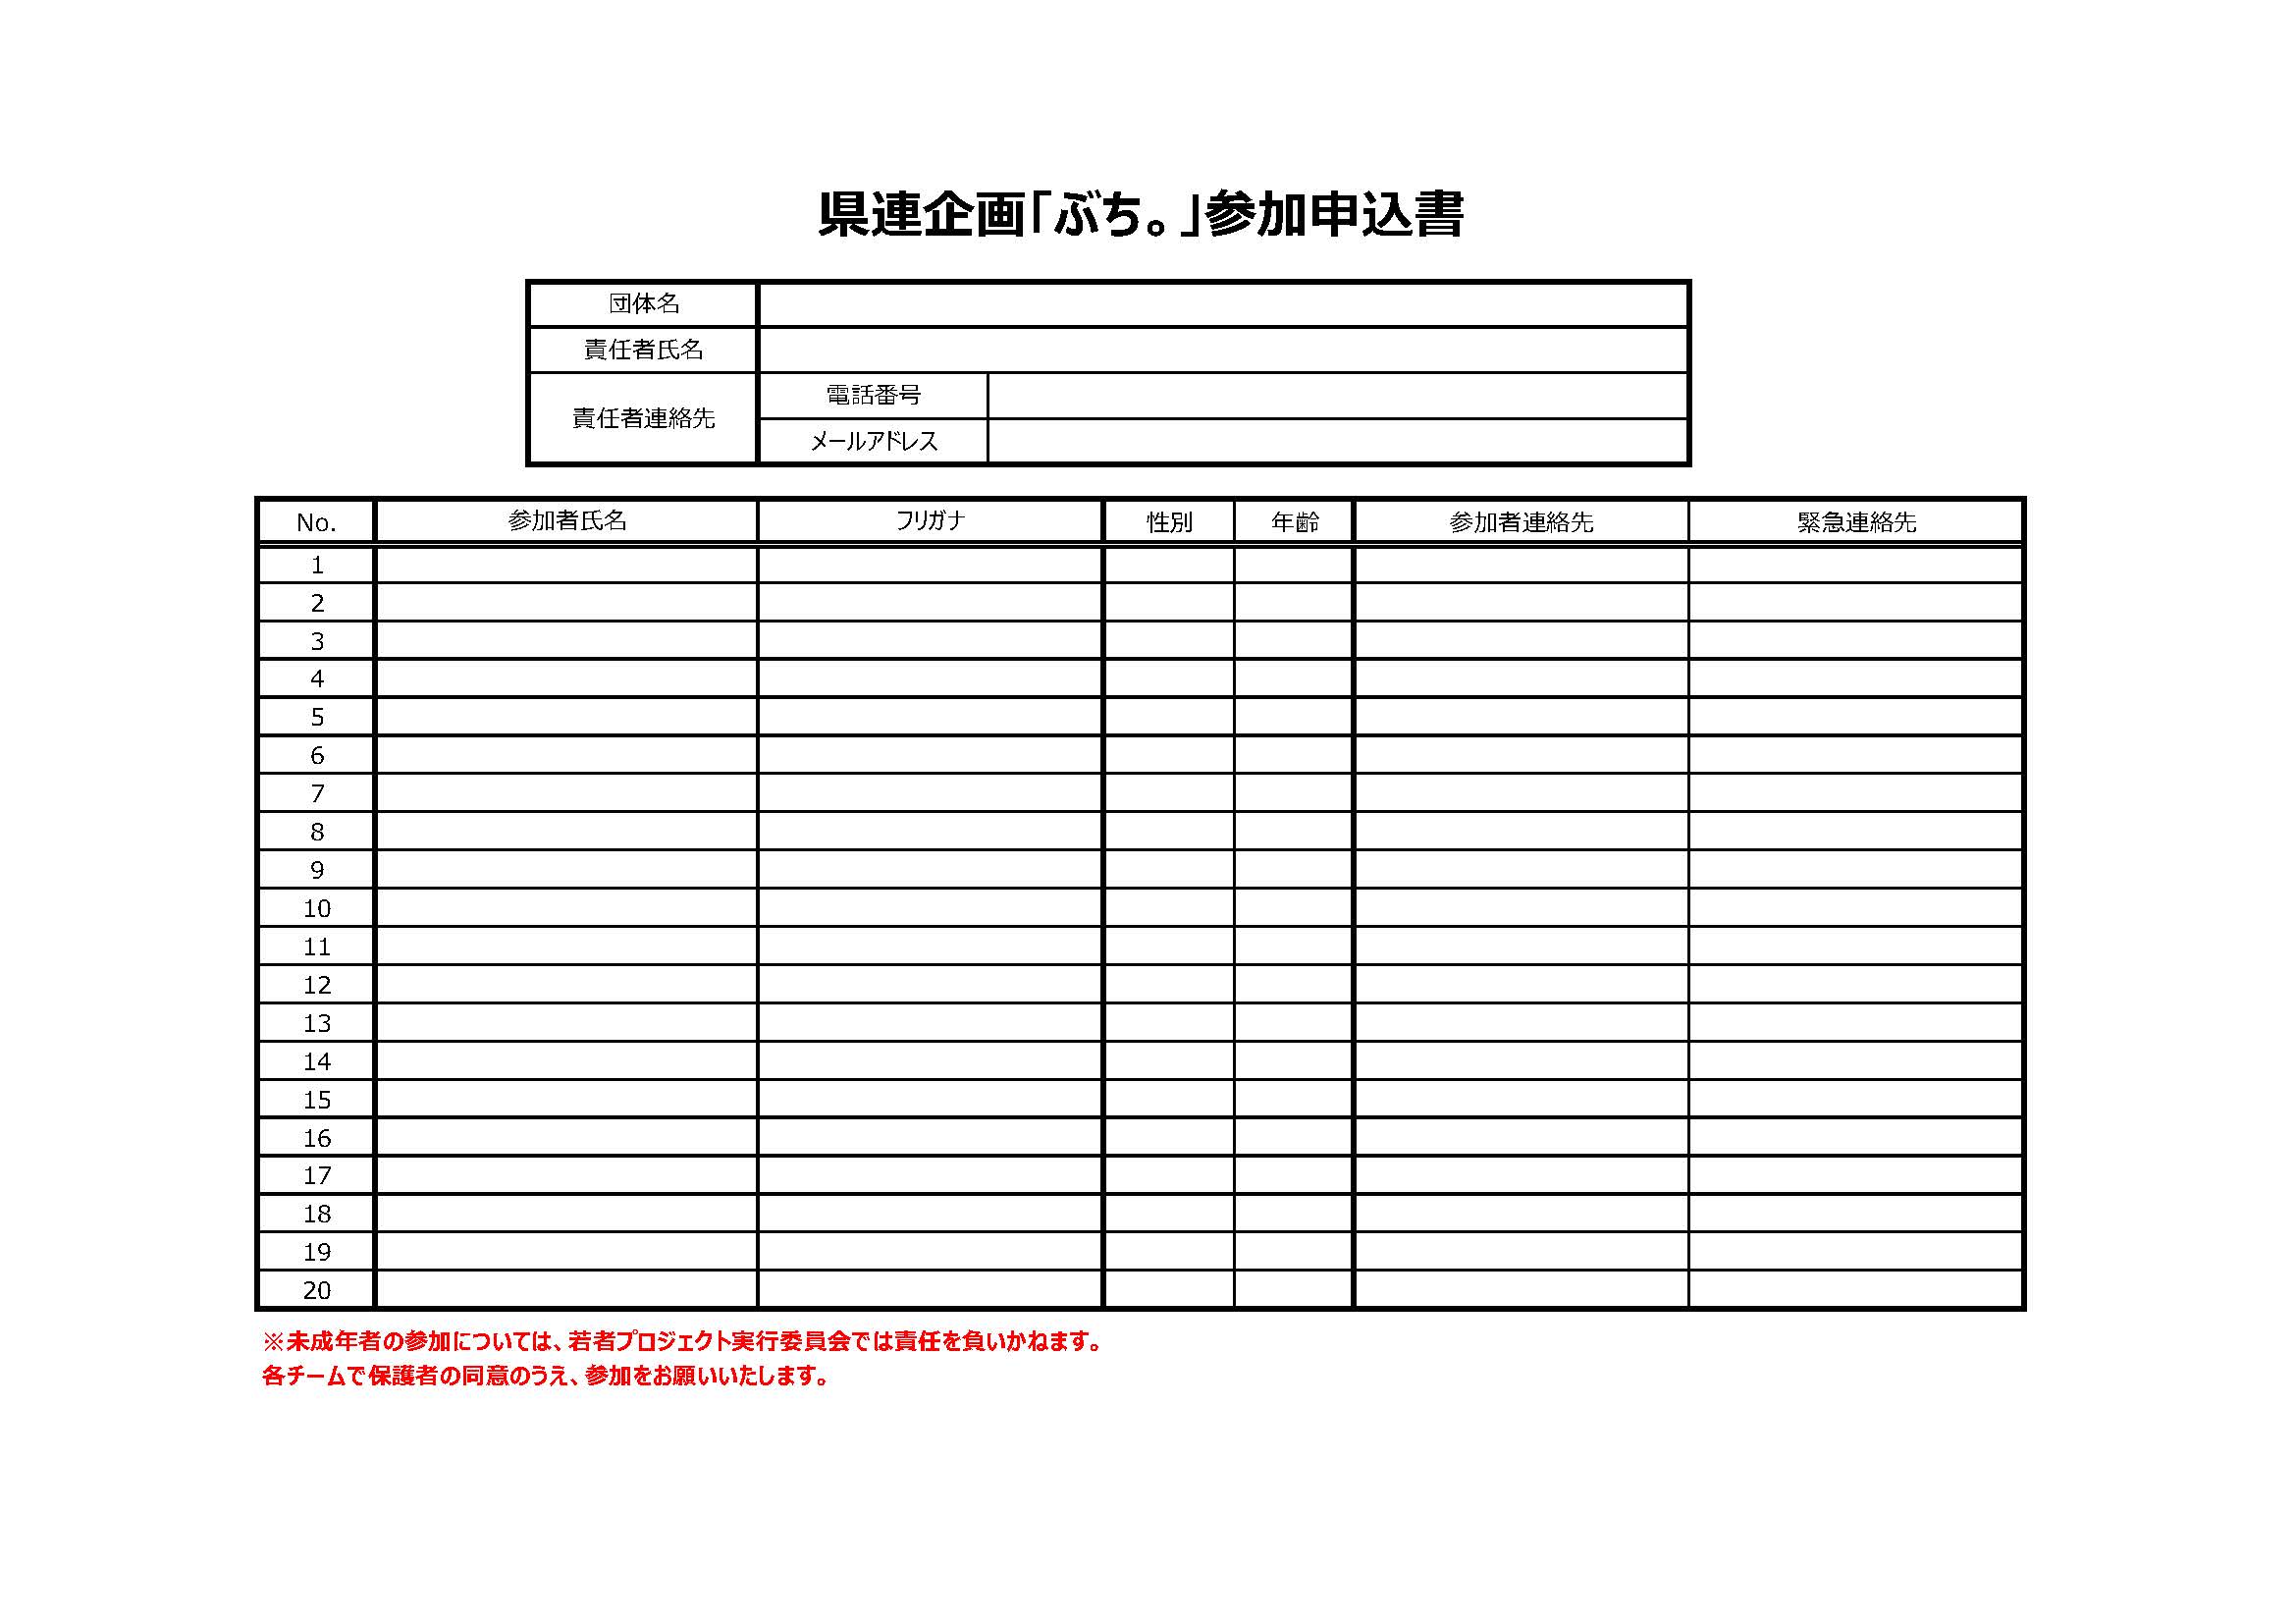 県連企画「ぶち。」参加申込書
団体名
責任者氏名
責任者連絡先
電話番号
メールアドレス
No. 参加者氏名 フリガナ 性別 年齢 参加者連絡先 緊急連絡先
1
2
3
4
5
6
7
8
9
10
11
12
13
14
15
16
17
18
19
20
※未成年者の参加については、若者プロジェクト実行委員会では責任を負いかねます。
各チームで保護者の同意のうえ、参加をお願いいたします。